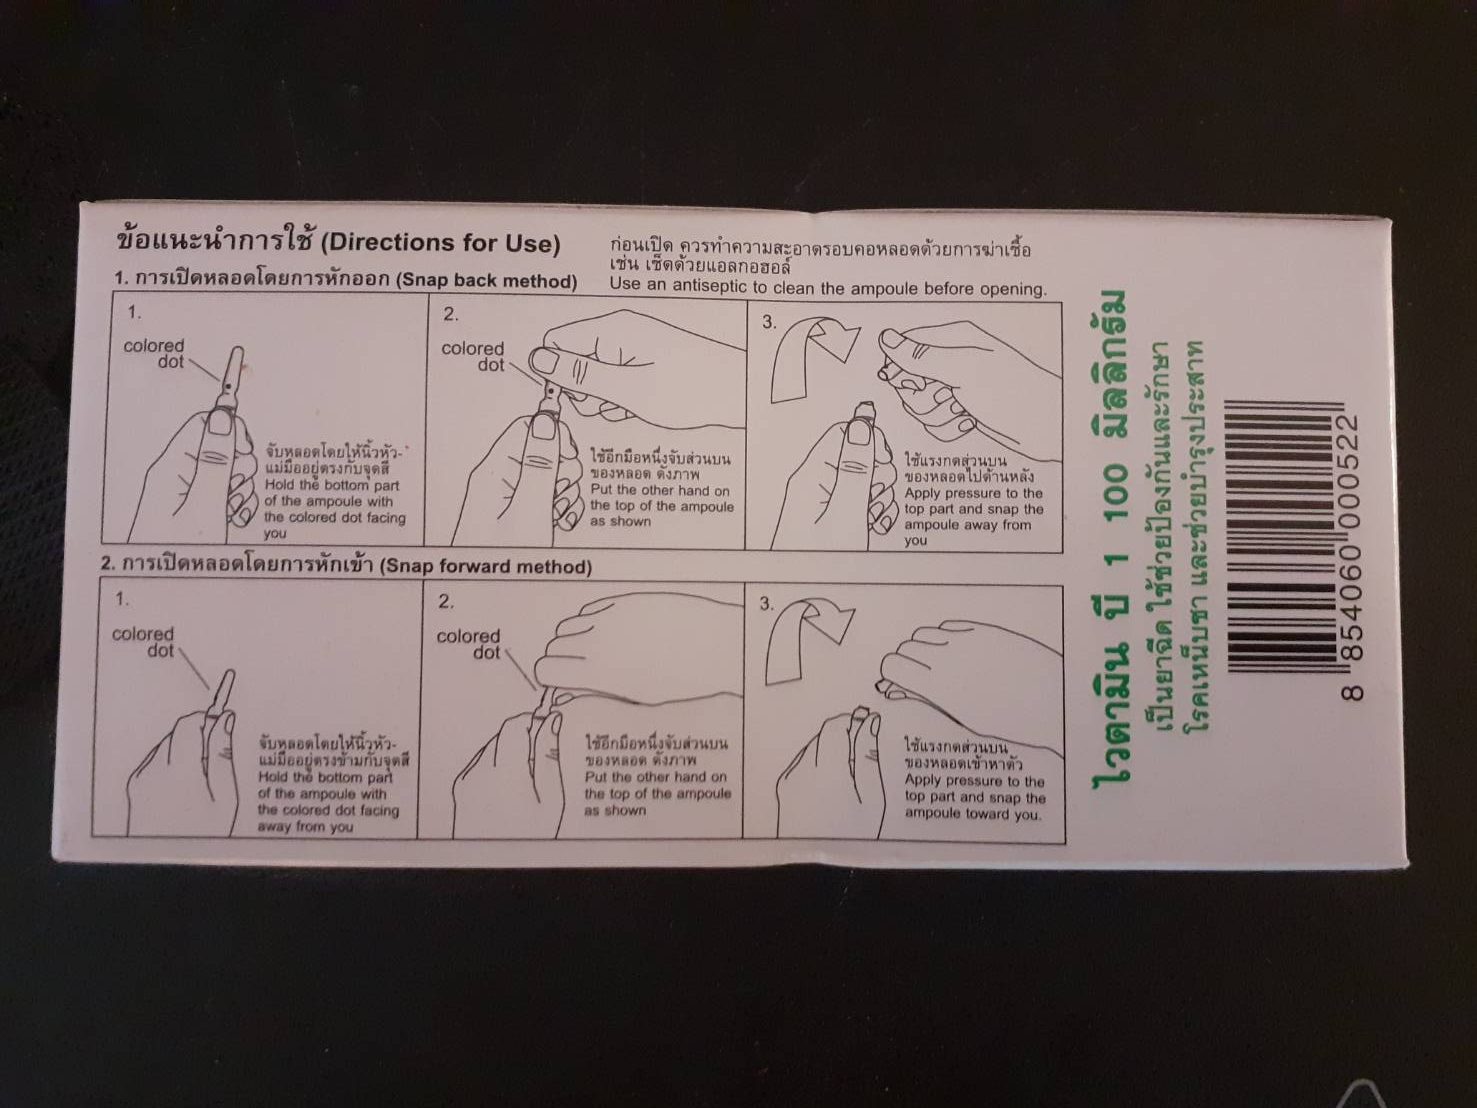 ข้อแนะนำการใช้ (Directions for Use)
ก่อนเปิด ควรทำความสะอาดรอบคอหลอดด้วยการฆ่าเชื้อ
เช่น เช็ดด้วยแอลกอฮอล์
Use an antiseptic to clean the ampoule before opening.
1. การเปิดหลอดโดยการหักออก (Snap back method)
1.
colored
dot
จับหลอดโดยให้นิ้วหัว-
แม่มืออยู่ตรงกับจุดสี
Hold the bottom part
of the ampoule with
the colored dot facing
you
2.
colored
dot
ใช้อีกมือหนึ่งจับส่วนบน
ของหลอด ดังภาพ
Put the other hand on
the top of the ampoule
as shown
3.
ใช้แรงกดส่วนบน
ของหลอดไปด้านหลัง
Apply pressure to the
top part and snap the
ampoule away from
you
2. การเปิดหลอดโดยการหักเข้า (Snap forward method)
1.
colored
dot
จับหลอดโดยให้นิ้วหัว-
แม่มืออยู่ตรงข้ามกับจุดสี
Hold the bottom part
of the ampoule with
the colored dot facing
away from you
2.
colored
dot
ใช้อีกมือหนึ่งจับส่วนบน
ของหลอด ดังภาพ
Put the other hand on
the top of the ampoule
as shown
3.
ใช้แรงกดส่วนบน
ของหลอดเข้าหาตัว
Apply pressure to the
top part and snap the
ampoule toward you.
ไวตามิน บี 1 100 มิลลิกรัม
เป็นยาฉีด ใช้ช่วยป้องกันและรักษา
โรคเหน็บชา และช่วยบำรุงประสาท
8 854060 000522